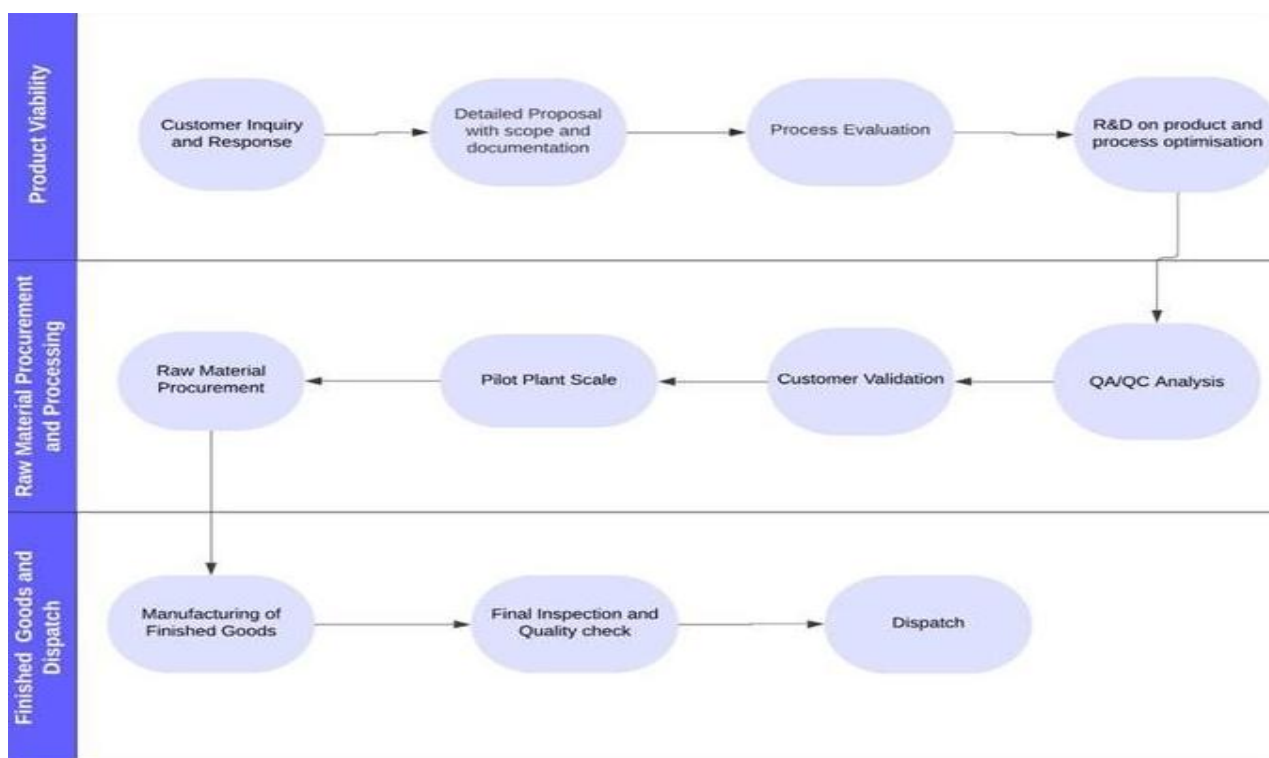 Product Viability
Customer Inquiry
and Response
Detailed Proposal
with scope and
documentation
Process Evaluation
R&D on product and
process optimisation
Raw Material Procurement
and Processing
Raw Material
Procurement
Pilot Plant Scale
Customer Validation
QA/QC Analysis
Finished Goods and
Dispatch
Manufacturing of
Finished Goods
Final Inspection and
Quality check
Dispatch